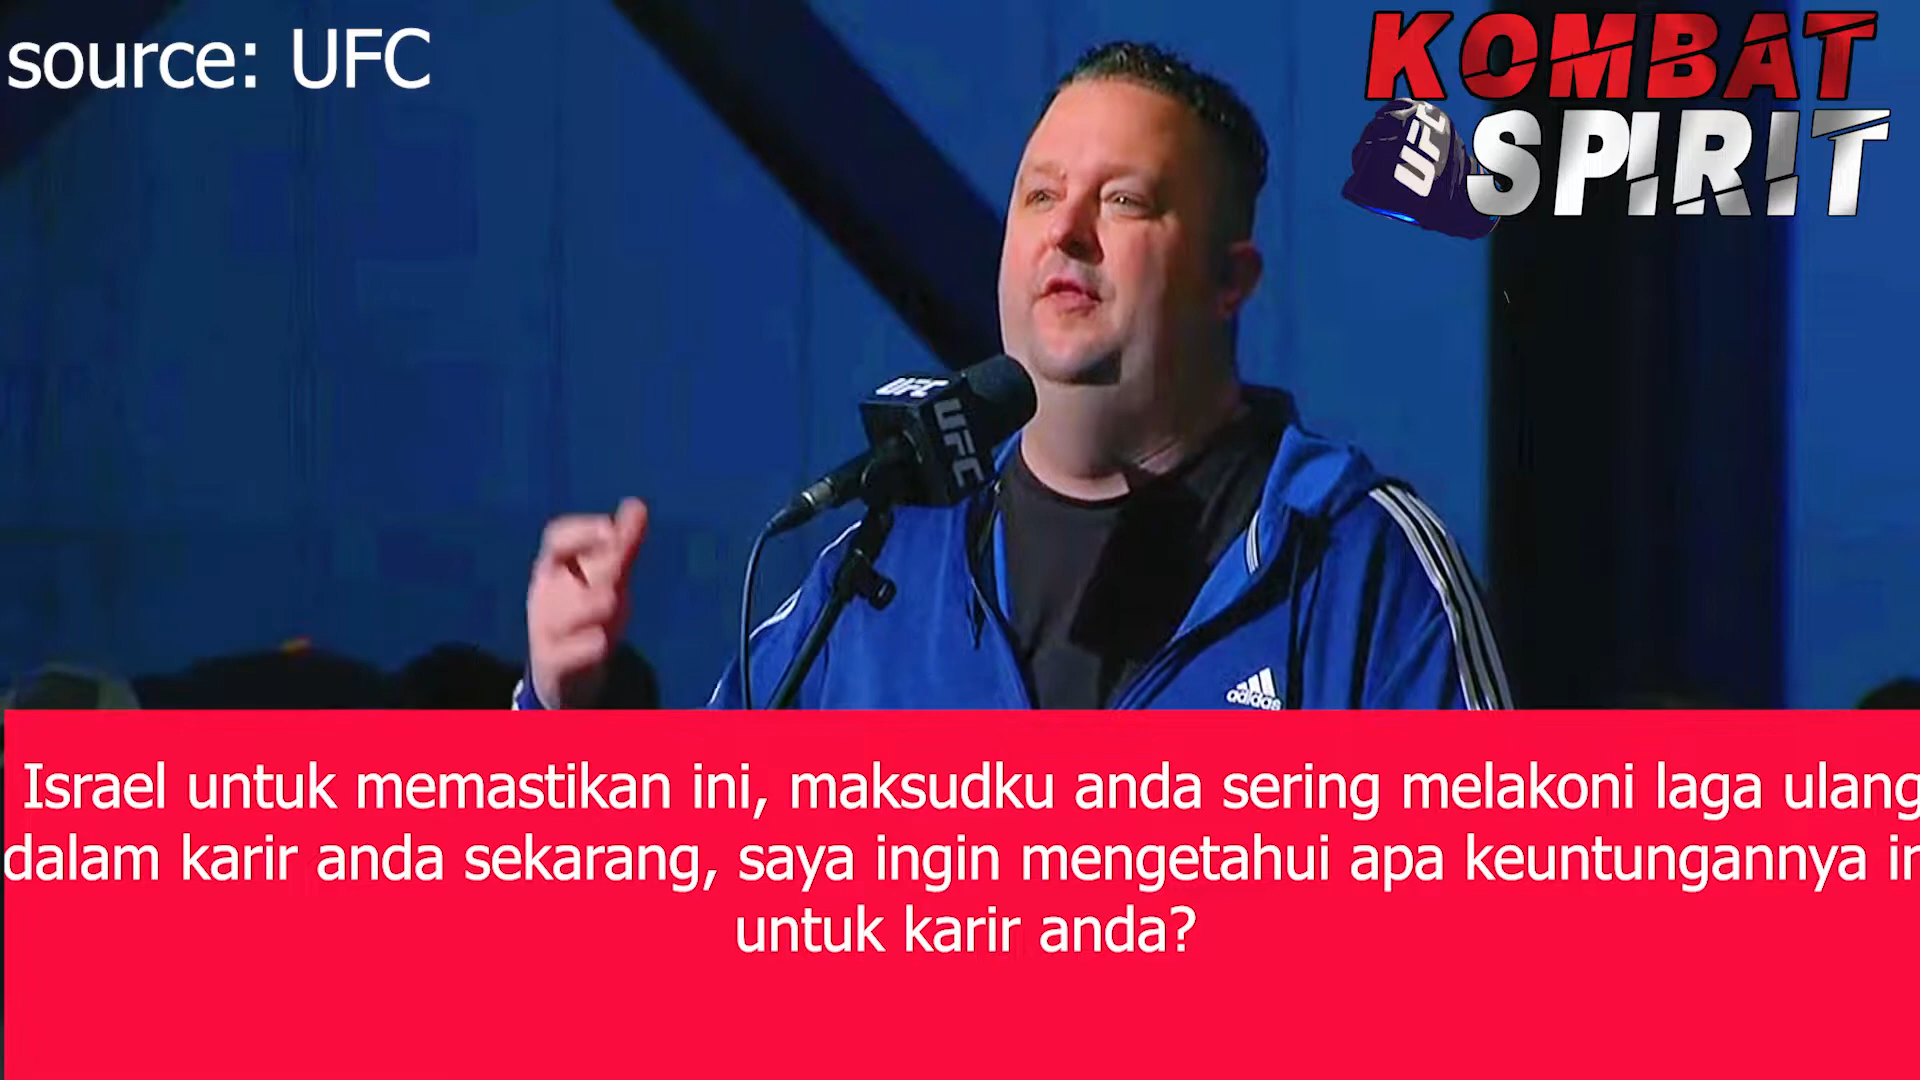 source: UFC
KOMBAT
SPIRIT
UFC
UFC
UFC
adidas
Israel untuk memastikan ini, maksudku anda sering melakoni laga ulang
dalam karir anda sekarang, saya ingin mengetahui apa keuntungannya
untuk karir anda?